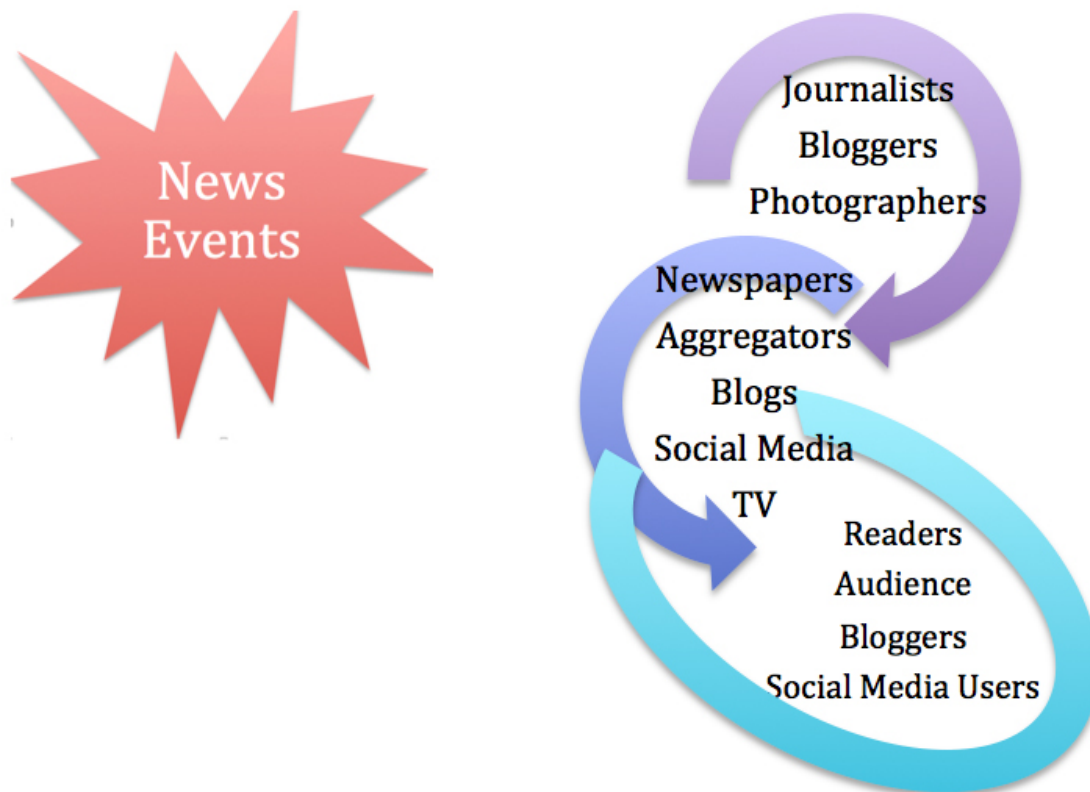 News
Events
Journalists
Bloggers
Photographers
Newspapers
Aggregators
Blogs
Social Media
TV
Readers
Audience
Bloggers
Social Media Users